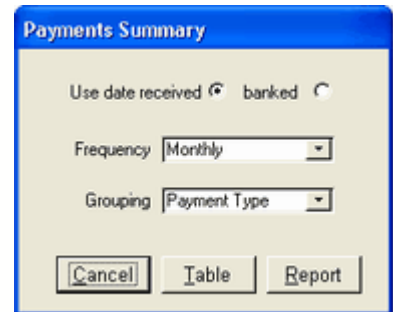 Payments Summary
Use date received banked
Frequency Monthly
Grouping Payment Type
Cancel Table Report